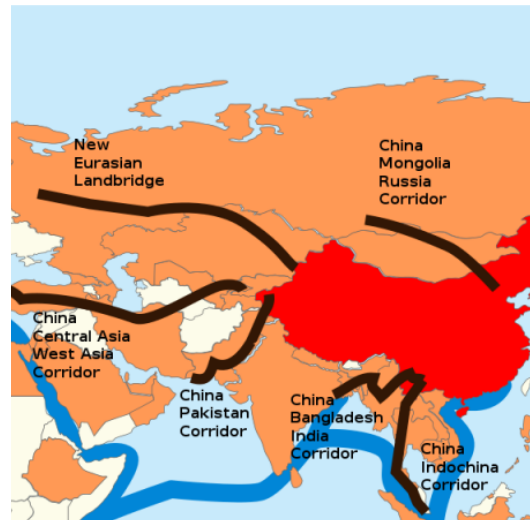 New
Eurasian
Landbridge
China
Mongolia
Russia
Corridor
China
Central Asia
West Asia
Corridor
China
Pakistan
Corridor
China
Bangladesh
India
Corridor
China
Indochina
Corridor